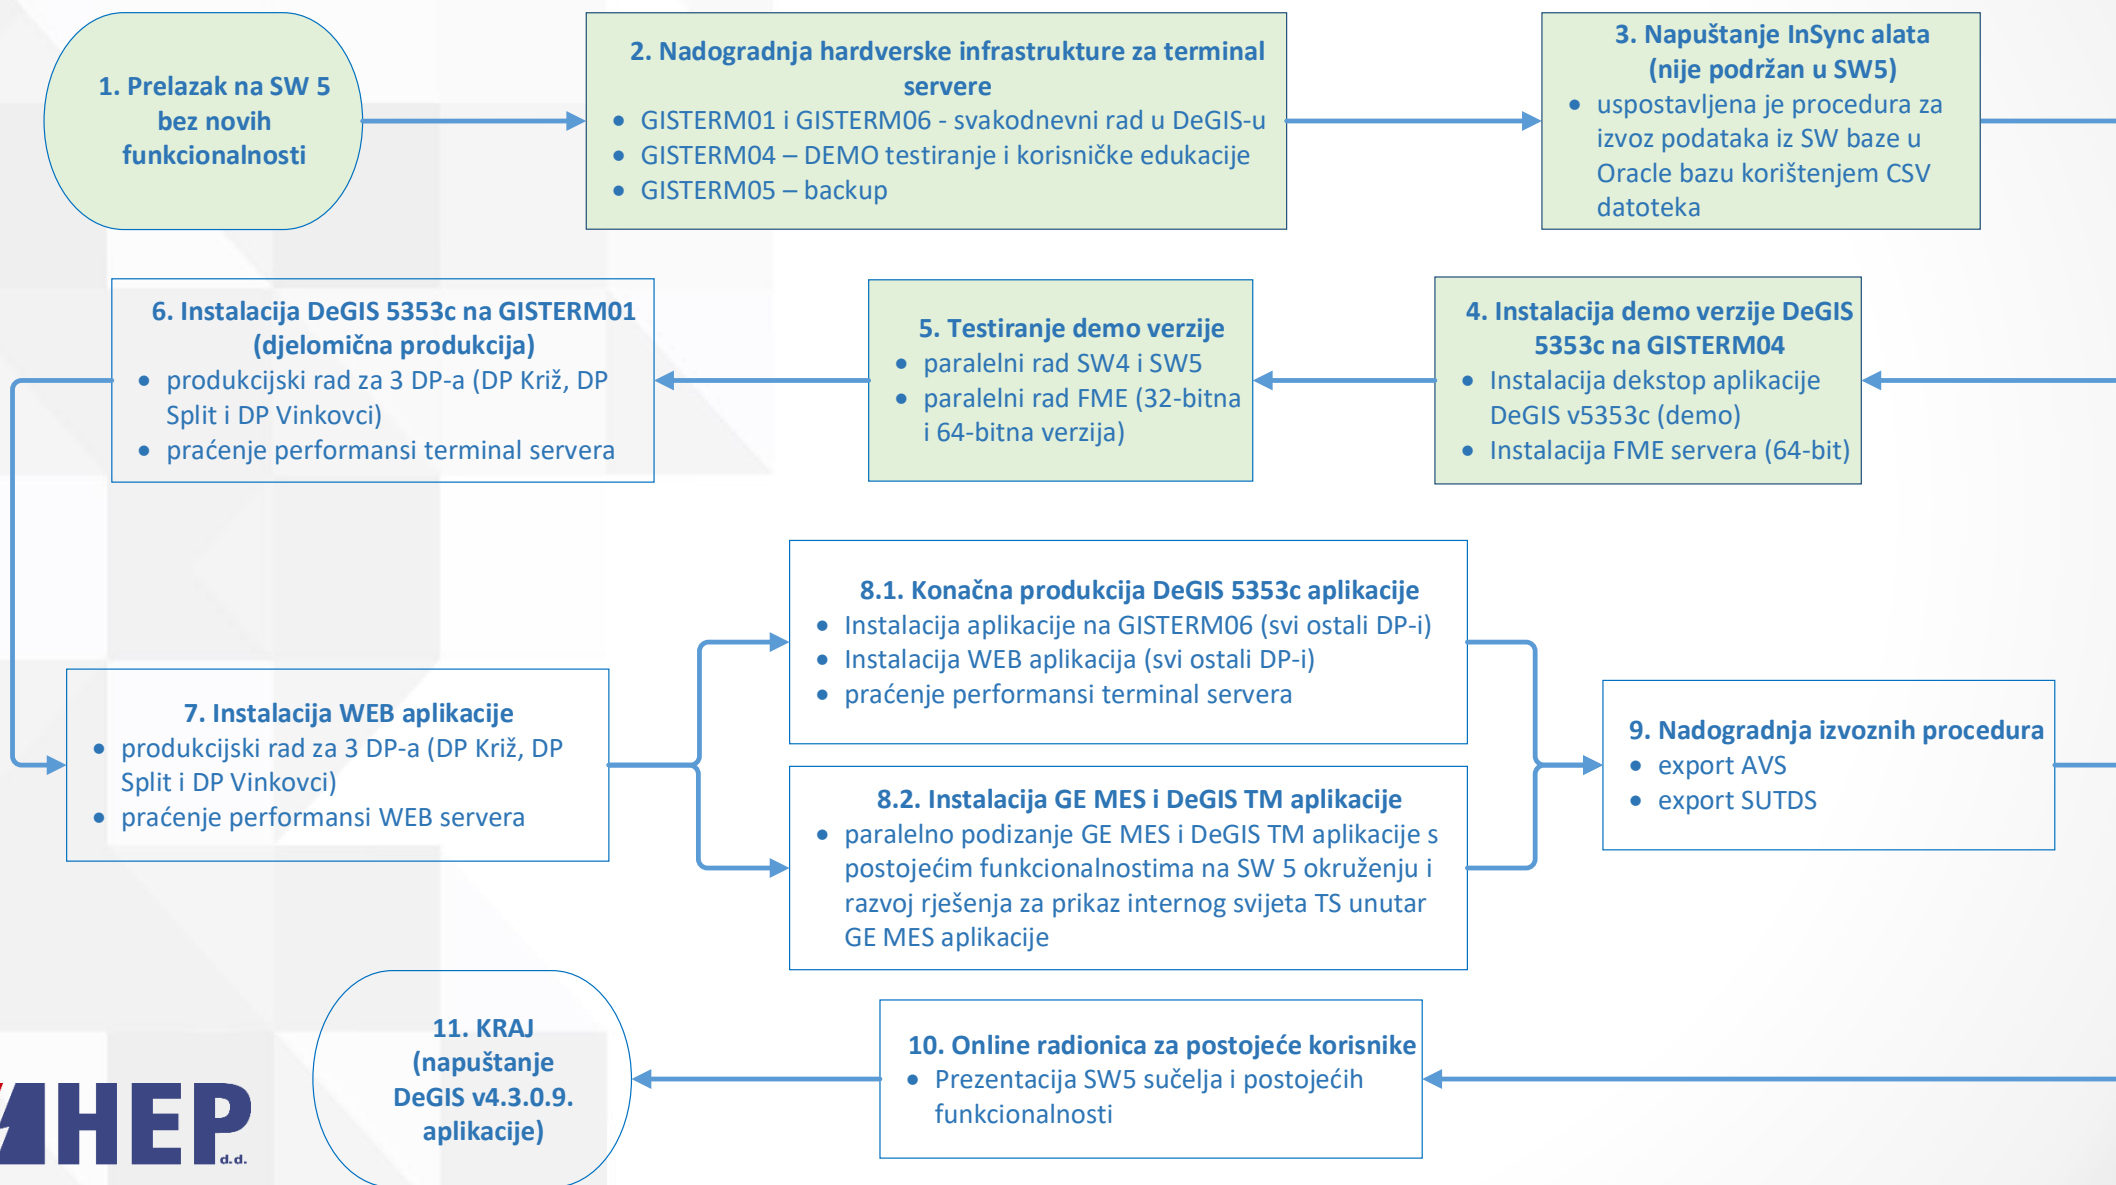 1. Prelazak na SW 5
bez novih
funkcionalnosti
2. Nadogradnja hardverske infrastrukture za terminal
servere
• GISTERM01 i GISTERM06 - svakodnevni rad u DeGIS-u
• GISTERM04 – DEMO testiranje i korisničke edukacije
• GISTERM05 – backup
3. Napuštanje InSync alata
(nije podržan u SW5)
• uspostavljena je procedura za
izvoz podataka iz SW baze u
Oracle bazu korištenjem CSV
datoteka
4. Instalacija demo verzije DeGIS
5353c na GISTERM04
• Instalacija dekstop aplikacije
DeGIS v5353c (demo)
• Instalacija FME servera (64-bit)
5. Testiranje demo verzije
• paralelni rad SW4 i SW5
• paralelni rad FME (32-bitna
i 64-bitna verzija)
6. Instalacija DeGIS 5353c na GISTERM01
(djelomična produkcija)
• produkcijski rad za 3 DP-a (DP Križ, DP
Split i DP Vinkovci)
• praćenje performansi terminal servera
7. Instalacija WEB aplikacije
• produkcijski rad za 3 DP-a (DP Križ, DP
Split i DP Vinkovci)
• praćenje performansi WEB servera
8.1. Konačna produkcija DeGIS 5353c aplikacije
• Instalacija aplikacije na GISTERM06 (svi ostali DP-i)
• Instalacija WEB aplikacija (svi ostali DP-i)
• praćenje performansi terminal servera
8.2. Instalacija GE MES i DeGIS TM aplikacije
• paralelno podizanje GE MES i DeGIS TM aplikacije s
postojećim funkcionalnostima na SW 5 okruženju i
razvoj rješenja za prikaz internog svijeta TS unutar
GE MES aplikacije
9. Nadogradnja izvoznih procedura
• export AVS
• export SUTDS
10. Online radionica za postojeće korisnike
• Prezentacija SW5 sučelja i postojećih
funkcionalnosti
11. KRAJ
(napuštanje
DeGIS v4.3.0.9.
aplikacije)
HEP
d.d.